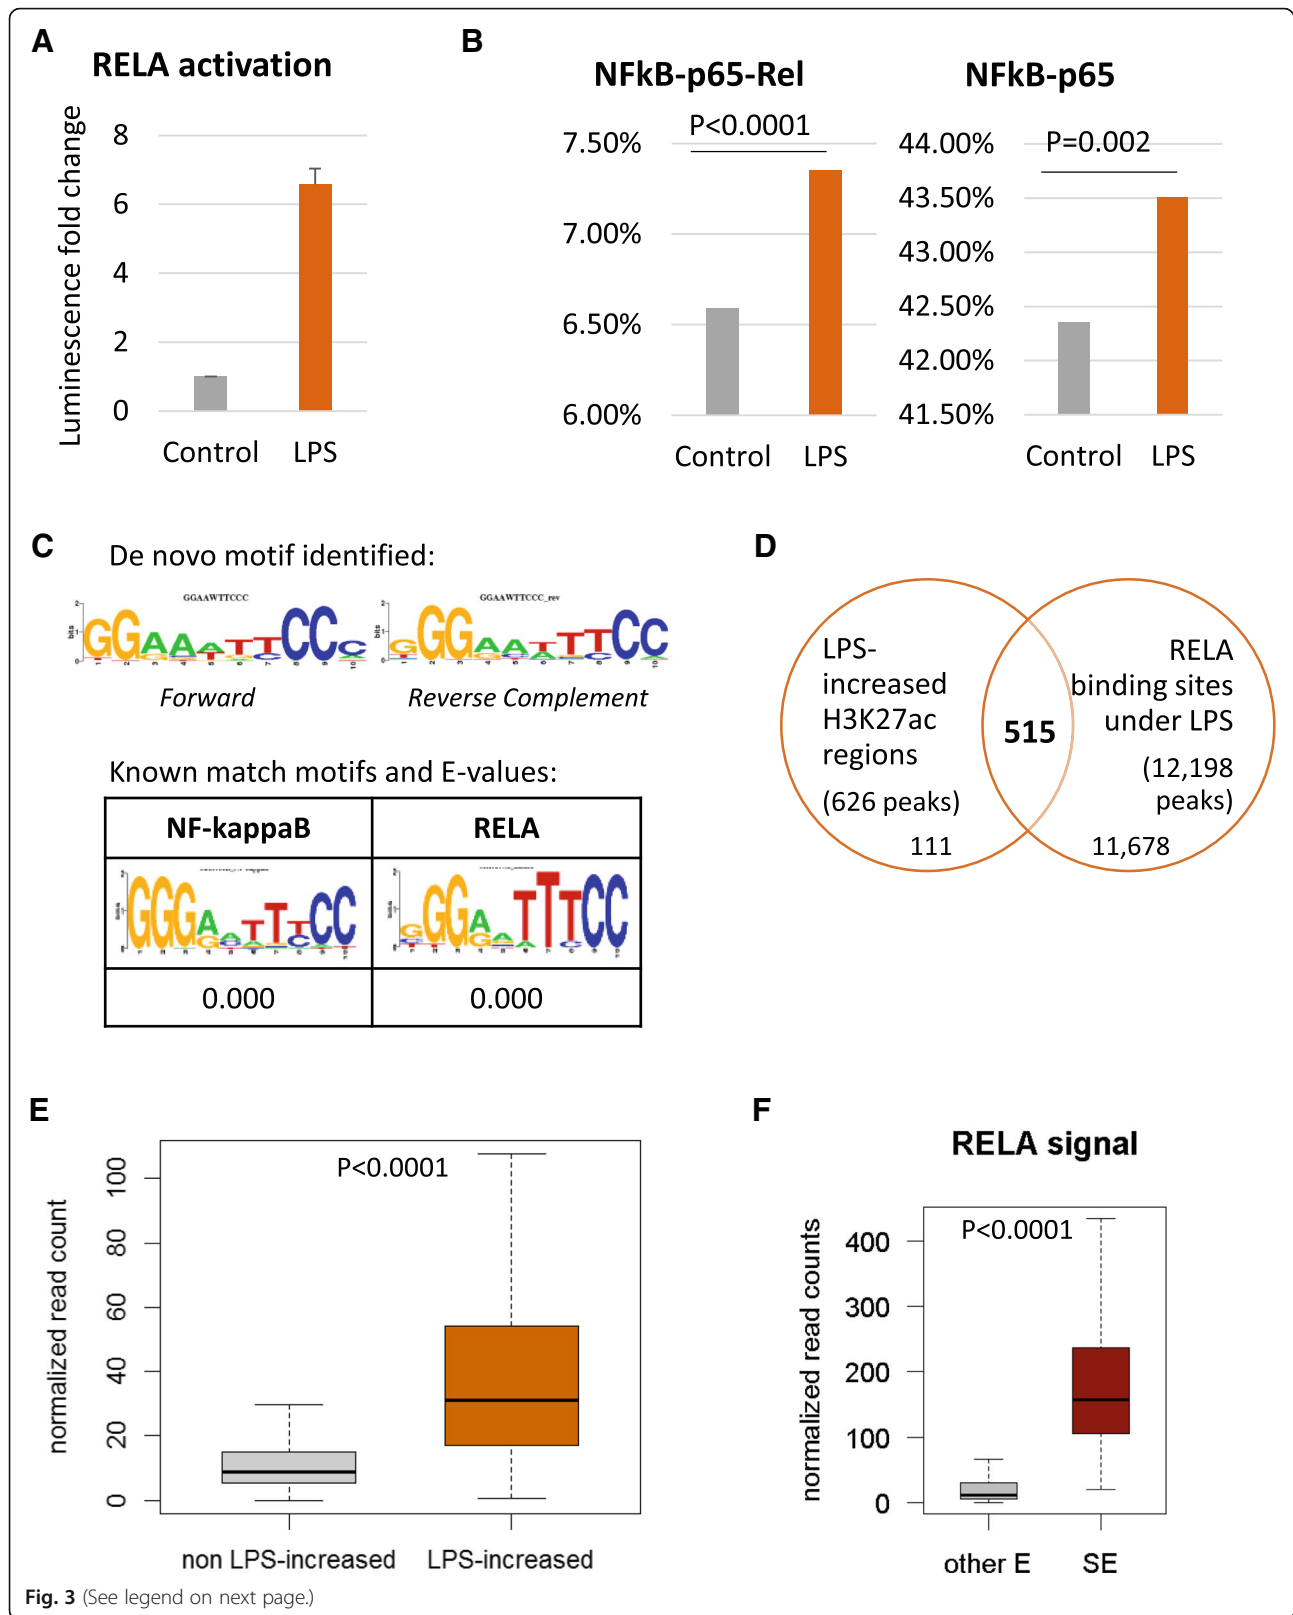 A
RELA activation
Luminescence fold change
8
6
4
2
0
Control
LPS
B
NFkB-p65-Rel
P<0.0001
7.50%
7.00%
6.50%
6.00%
Control
LPS
NFkB-p65
P=0.002
44.00%
43.50%
43.00%
42.50%
42.00%
41.50%
Control
LPS
C
De novo motif identified:
GGAAWTTCCC
GGAAWTTCCC_rev
Forward
Reverse Complement
Known match motifs and E-values:
NF-kappaB
RELA
0.000
0.000
D
LPS-
increased
H3K27ac
regions
(626 peaks)
111
515
RELA
binding sites
under LPS
(12,198
peaks)
11,678
E
P<0.0001
normalized read count
100
80
60
40
20
0
non LPS-increased
LPS-increased
F
RELA signal
P<0.0001
normalized read counts
400
300
200
100
0
other E
SE
Fig. 3 (See legend on next page.)